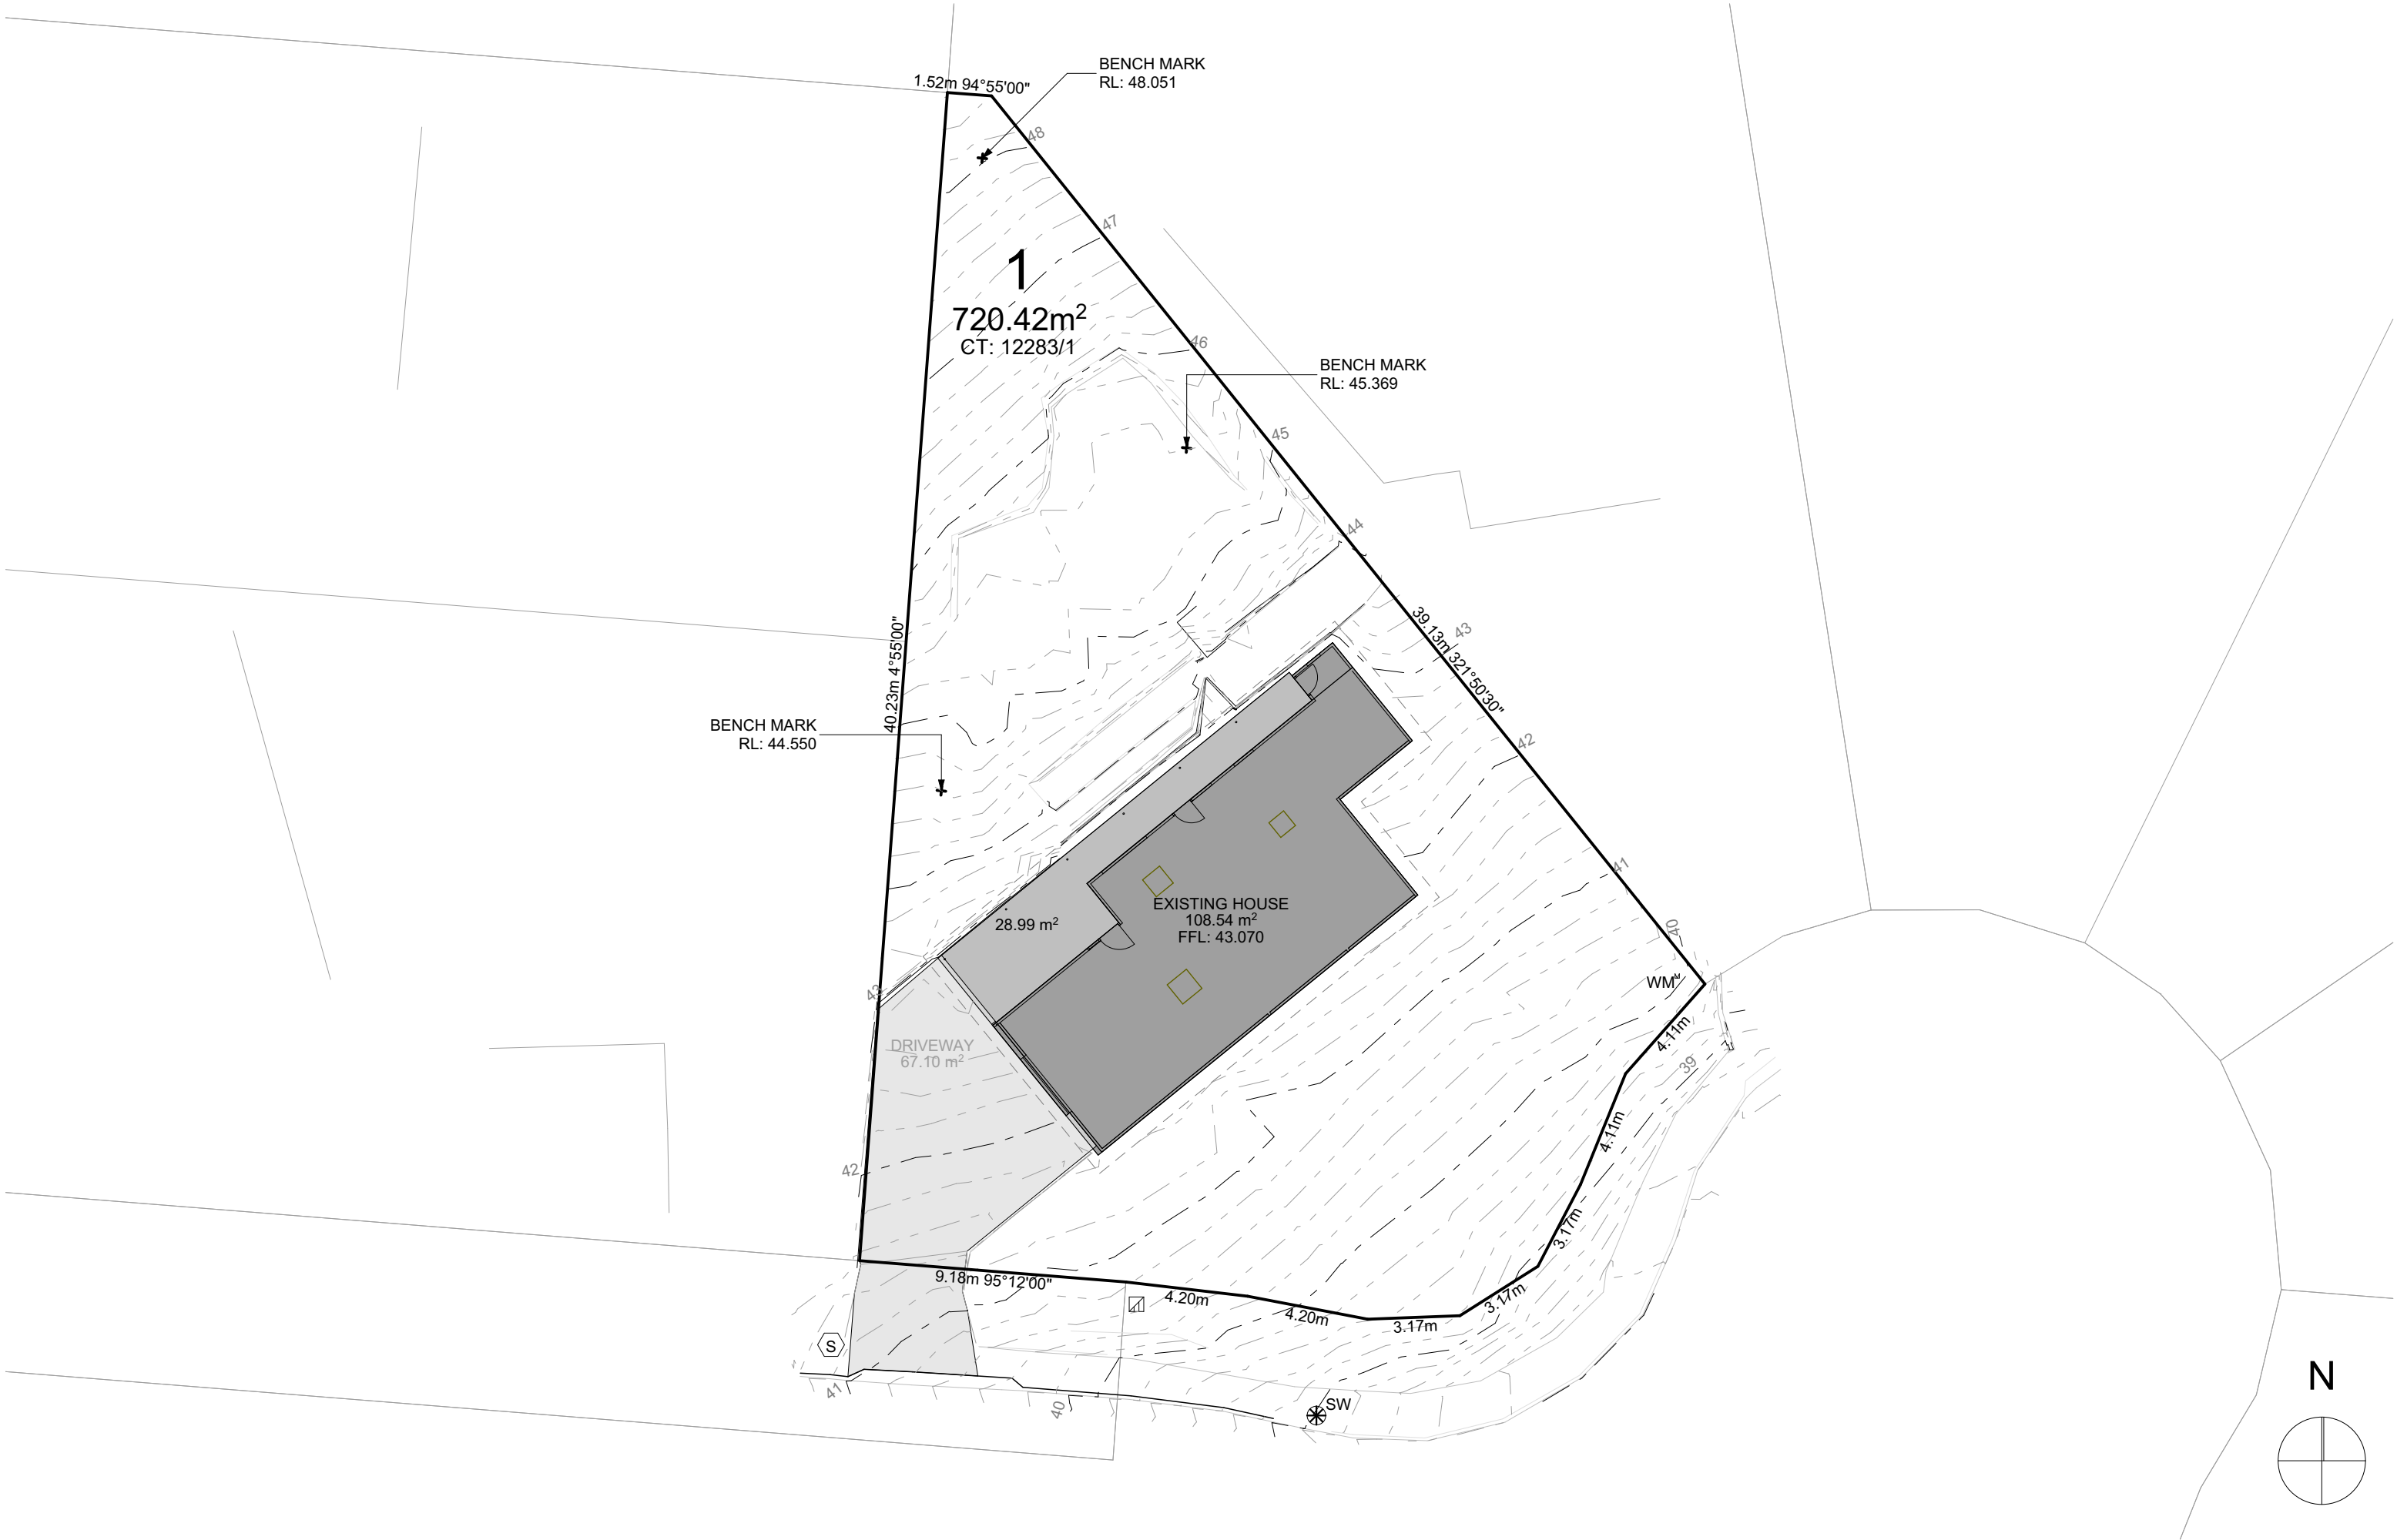 BENCH MARK
RL: 48.051
1.52m 94°55'00"
48
47
1
720.42m²
CT: 12283/1
46
BENCH MARK
RL: 45.369
45
44
39.13m 321°50'30"
43
40.23m 4°55'00"
BENCH MARK
RL: 44.550
42
41
EXISTING HOUSE
108.54 m²
FFL: 43.070
28.99 m²
40
WM
43
DRIVEWAY
67.10 m²
4.11m
39
4.11m
42
3.17m
9.18m 95°12'00"
4.20m
4.20m
3.17m
3.17m
S
41
40
SW
N